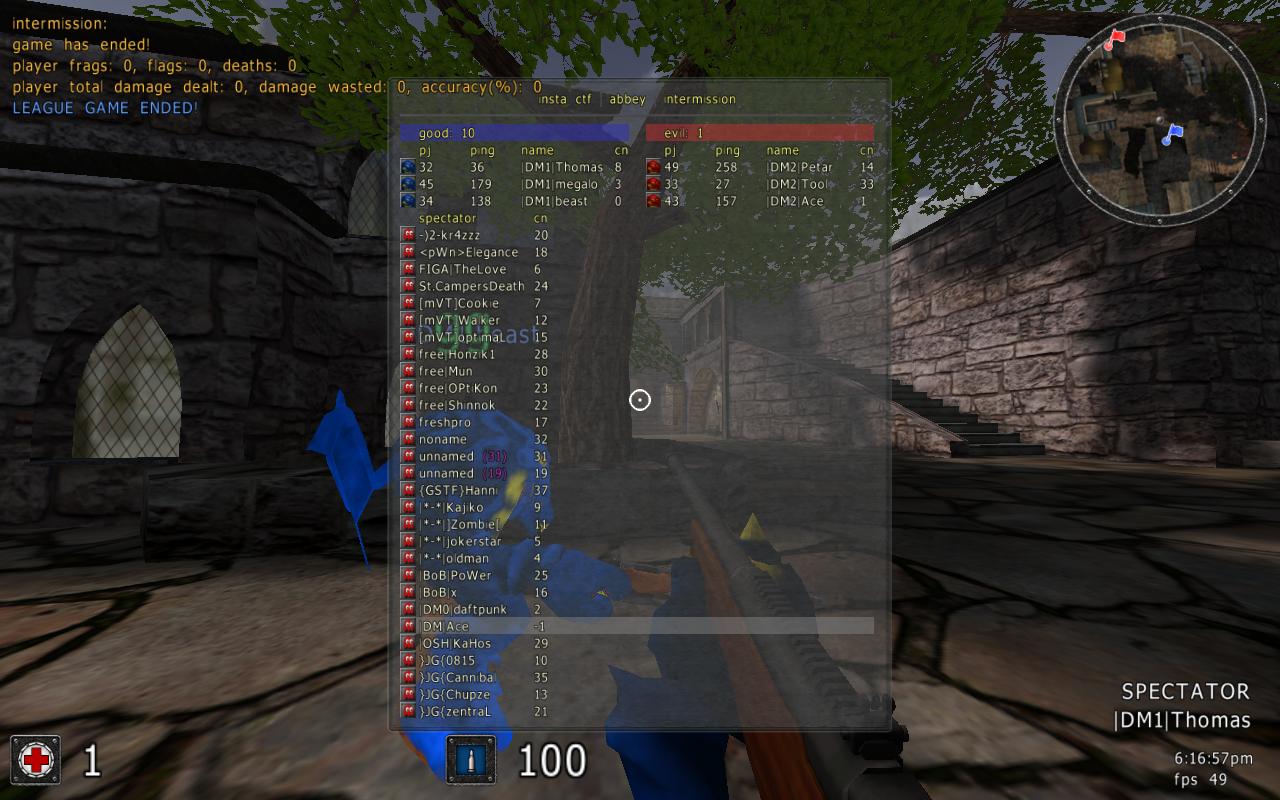 intermission:
game has ended!
player frags: 0, flags: 0, deaths: 0
player total damage dealt: 0, damage wasted: 0, accuracy(%): 0
LEAGUE GAME ENDED!
insta ctf abbey intermission
good: 10 evil: 1
pj ping name cn pj ping name cn
32 36 |DM1|Thomas 8 49 258 |DM2|Petar 14
45 179 |DM1|megalo 3 33 27 |DM2|Tool 33
34 138 |DM1|beast 0 43 157 |DM2|Ace 1
spectator cn
-)2-kr4zzz 20
<pWn>Elegance 18
FIGA|TheLove 6
St.CampersDeath 24
[mVT]Cookie 7
[mVT]Walker 12
[mVT]optimaL 15
free|Honzik1 28
free|Mun 30
free|OPtiKon 23
free|Shinnok 22
freshpro 17
noname 32
unnamed (31) 31
unnamed (19) 19
{GSTF}Hanni 37
|*-*|Kajiko 9
|*-*|]Zombie[ 11
|*-*|jokerstar 5
|*-*|oldman 4
|BoB|PoWer 25
|BoB|x 16
|DM0|daftpunk 2
|DM|Ace -1
|OSH|KaHos 29
}JG{0815 10
}JG{Cannibal 35
}JG{Chupze 13
}JG{zentraL 21
gg
east
SPECTATOR
|DM1|Thomas
6:16:57pm
fps 49
1
100